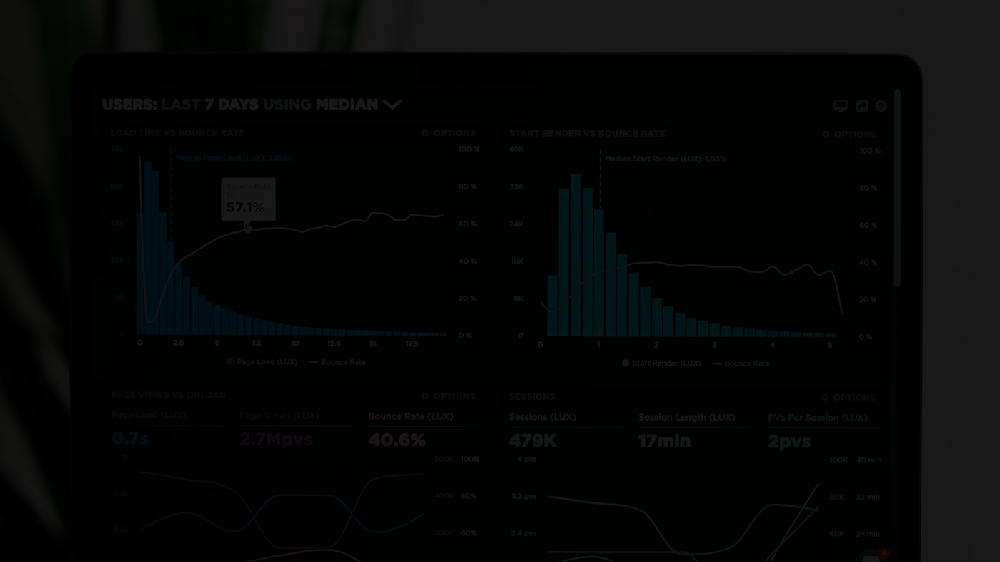 USERS: LAST 7 DAYS USING MEDIAN
LOAD TIME VS BOUNCE RATE
OPTIONS
75K
60K
45K
30K
15K
0
Median Page Load (LUX): 2.056s
Bounce Rate
7s
57.1%
100 %
80 %
60 %
40 %
20 %
0 %
0 2.5 5 7.5 10 12.5 15 17.5
Page Load (LUX) Bounce Rate
START RENDER VS BOUNCE RATE
OPTIONS
40K
32K
24K
16K
8K
0
Median Start Render (LUX): 1.031s
100 %
80 %
60 %
40 %
20 %
0 %
0 1 2 3 4 5
Start Render (LUX) Bounce Rate
PAGE VIEWS VS ONLOAD
OPTIONS
Page Load (LUX)
0.7s
Page Views (LUX)
2.7Mpvs
Bounce Rate (LUX)
40.6%
1s
0.8s
0.6s
500K 100%
400K 80%
300K 60%
SESSIONS
OPTIONS
Sessions (LUX)
479K
Session Length (LUX)
17min
PVs Per Session (LUX)
2pvs
4 pvs
3.2 pvs
2.4 pvs
100K 40 min
80K 32 min
60K 24 min
4